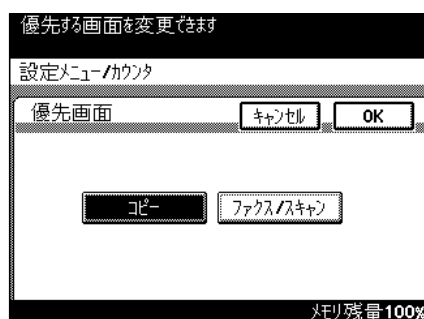 優先する画面を変更できます
設定メニュー/カウンタ
優先画面 キャンセル OK
コピー ファクス/スキャン
メモリ残量100%